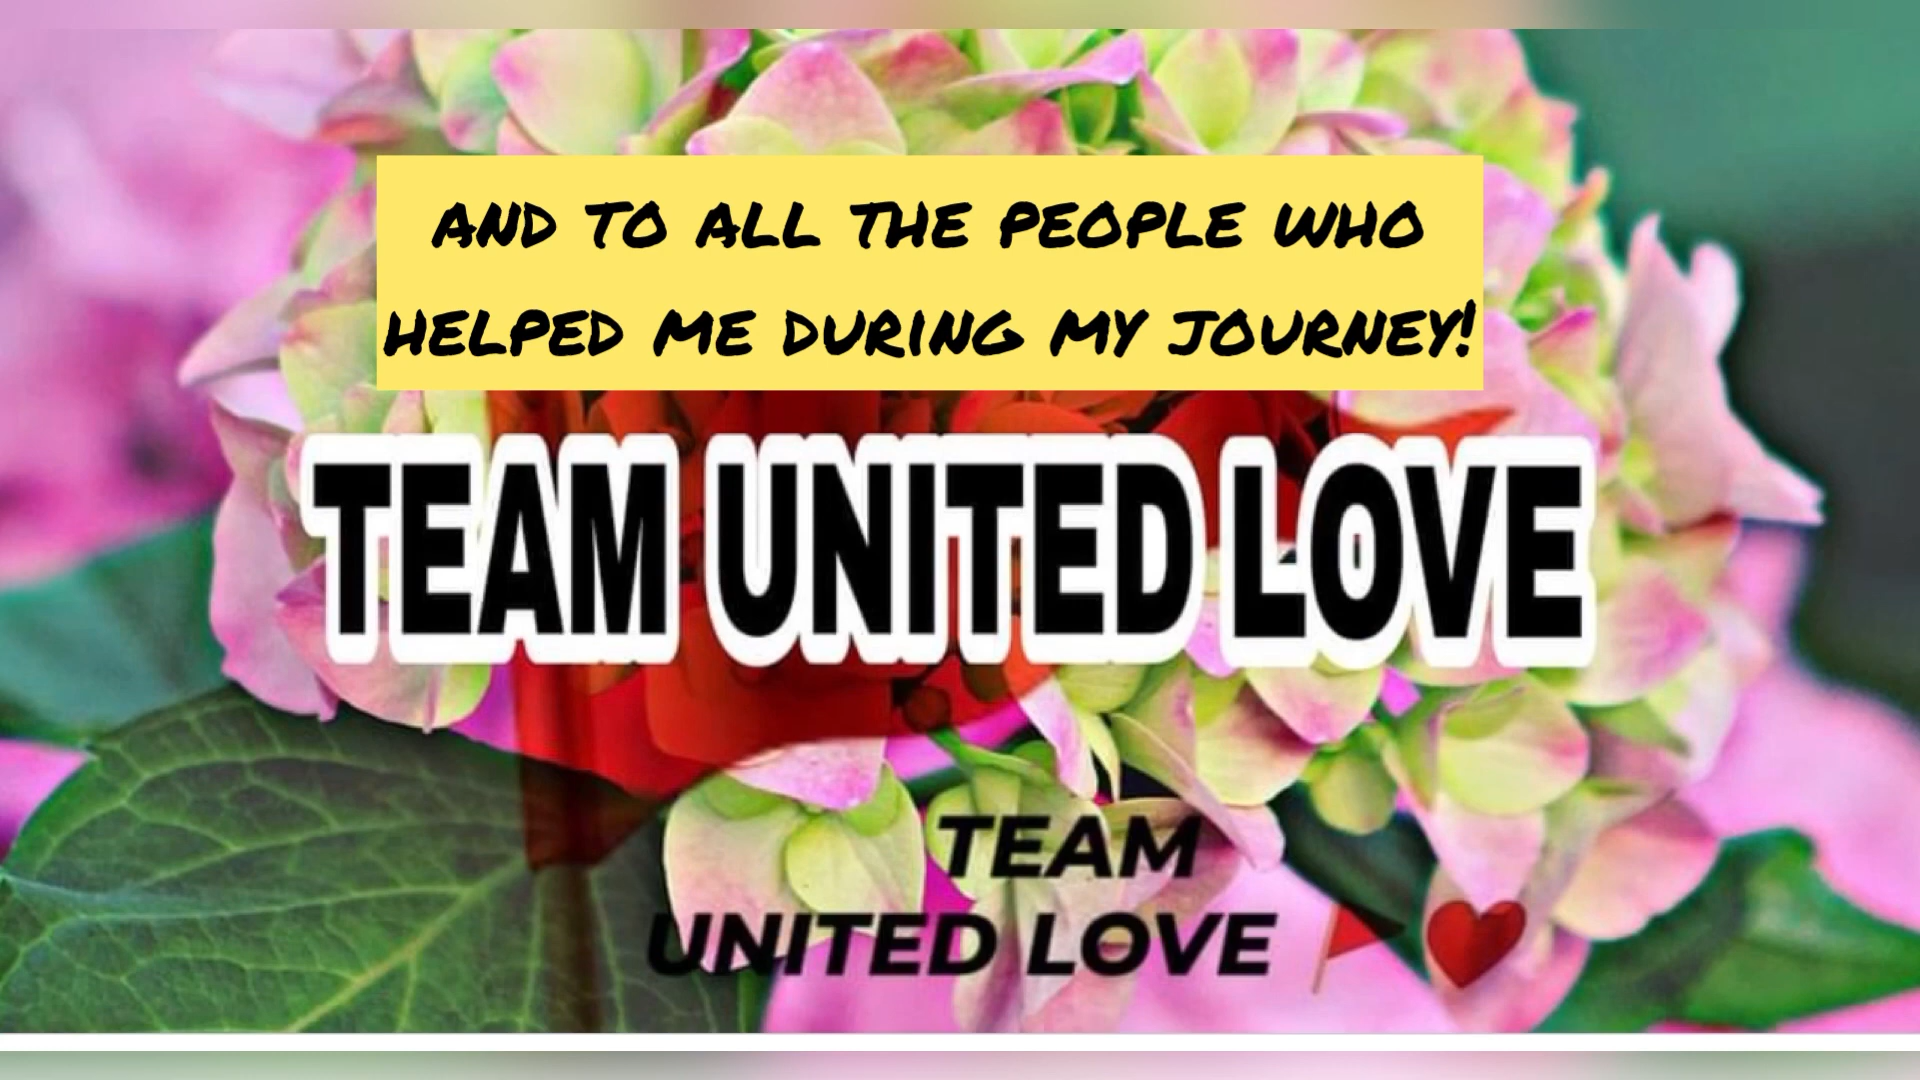 AND TO ALL THE PEOPLE WHO
HELPED ME DURING MY JOURNEY!
TEAM UNITED LOVE
TEAM
UNITED LOVE 🚩❤️